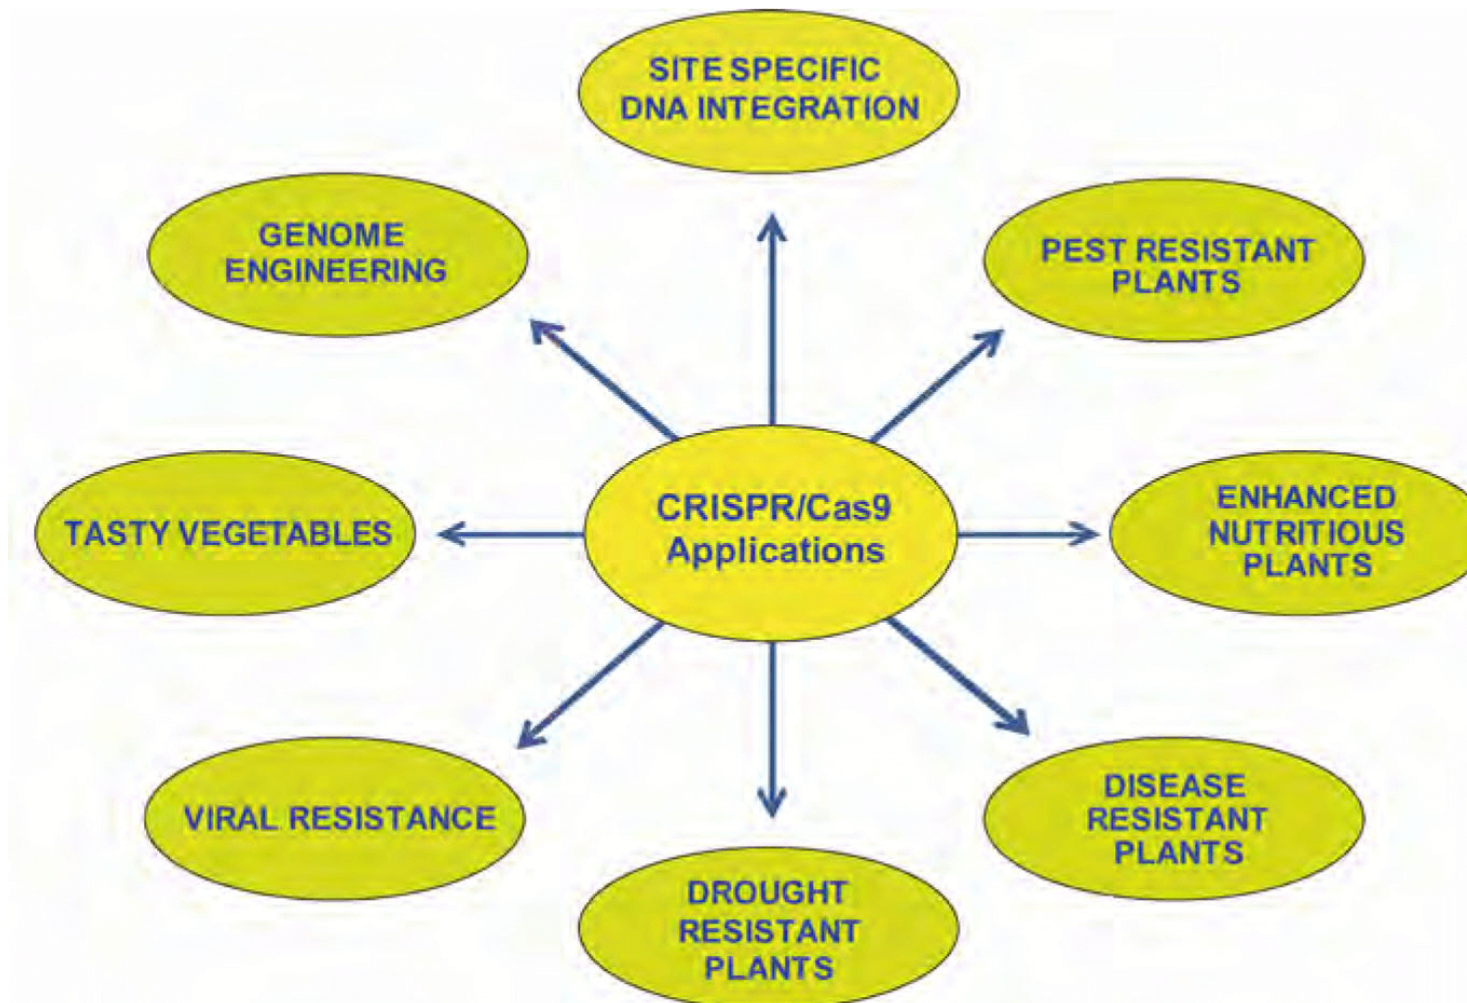 SITE SPECIFIC
DNA INTEGRATION
GENOME
ENGINEERING
PEST RESISTANT
PLANTS
TASTY VEGETABLES
CRISPR/Cas9
Applications
ENHANCED
NUTRITIOUS
PLANTS
VIRAL RESISTANCE
DISEASE
RESISTANT
PLANTS
DROUGHT
RESISTANT
PLANTS